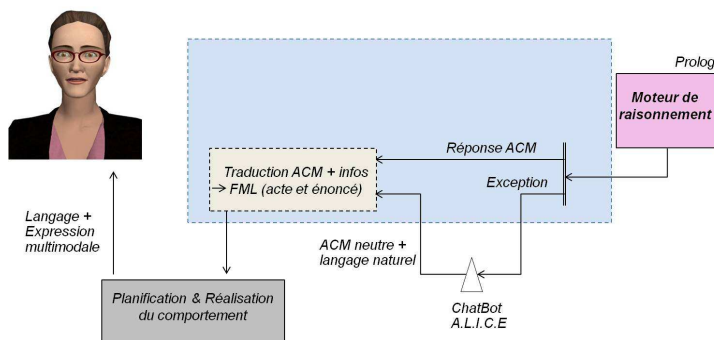 Prolog
Moteur de
raisonnement
Réponse ACM
Traduction ACM + infos
→ FML (acte et énoncé)
Exception
Langage +
Expression
multimodale
ACM neutre +
langage naturel
Planification & Réalisation
du comportement
ChatBot
A.L.I.C.E